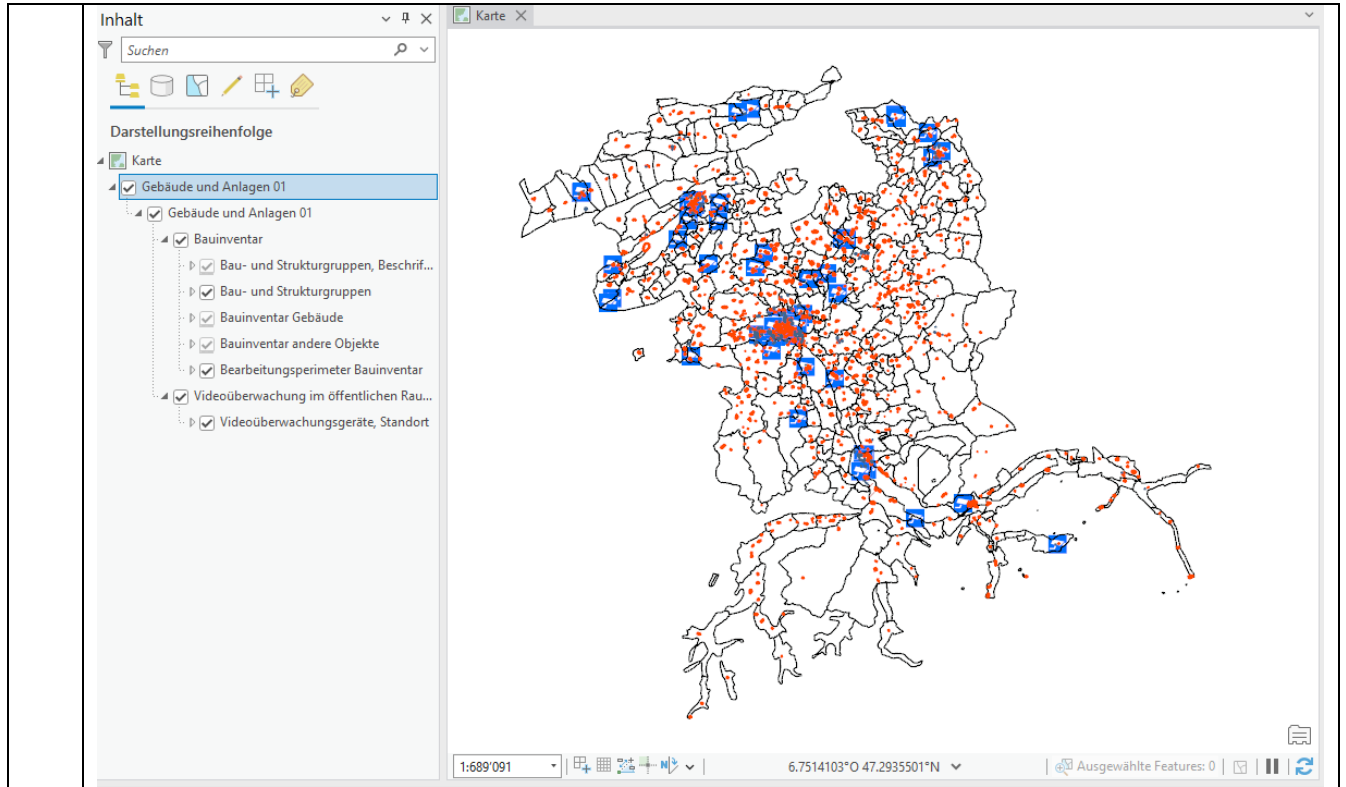 Inhalt
Suchen
Darstellungsreihenfolge
Karte
Gebäude und Anlagen 01
Gebäude und Anlagen 01
Bauinventar
Bau- und Strukturgruppen, Beschrif...
Bau- und Strukturgruppen
Bauinventar Gebäude
Bauinventar andere Objekte
Bearbeitungsperimeter Bauinventar
Videoüberwachung im öffentlichen Rau...
Videoüberwachungsgeräte, Standort
Karte
1:689'091
N
6.7514103°O 47.2935501°N
Ausgewählte Features: 0